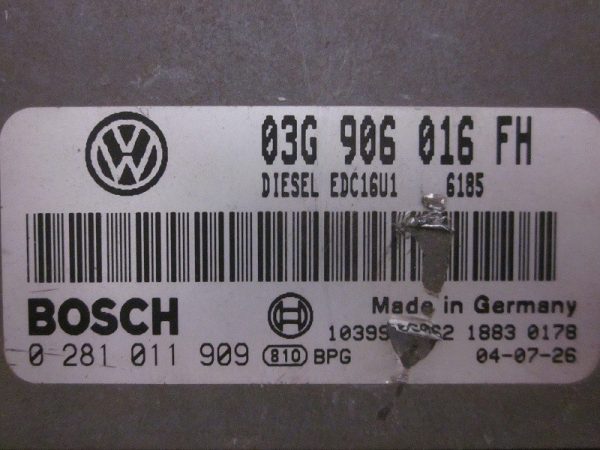 03G 906 016 FH
DIESEL EDC16U1 6185
BOSCH
Made in Germany
1883 0178
0 281 011 909 810 BPG 04-07-26